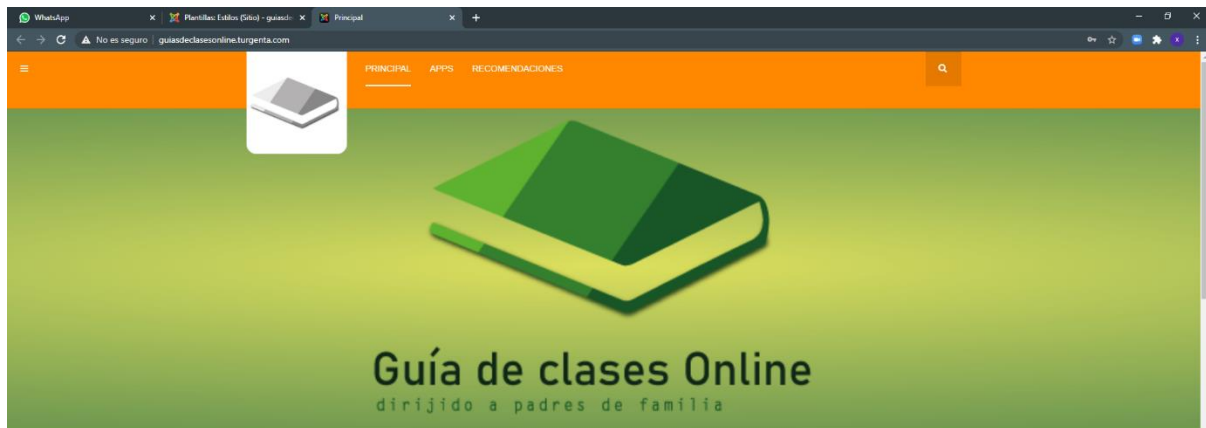 WhatsApp
Plantillas: Estilos (Sitio) - guiasde
Principal
No es seguro
guiasdeclasesonline.turgenta.com
PRINCIPAL APPS RECOMENDACIONES
Guía de clases Online
dirijido a padres de familia